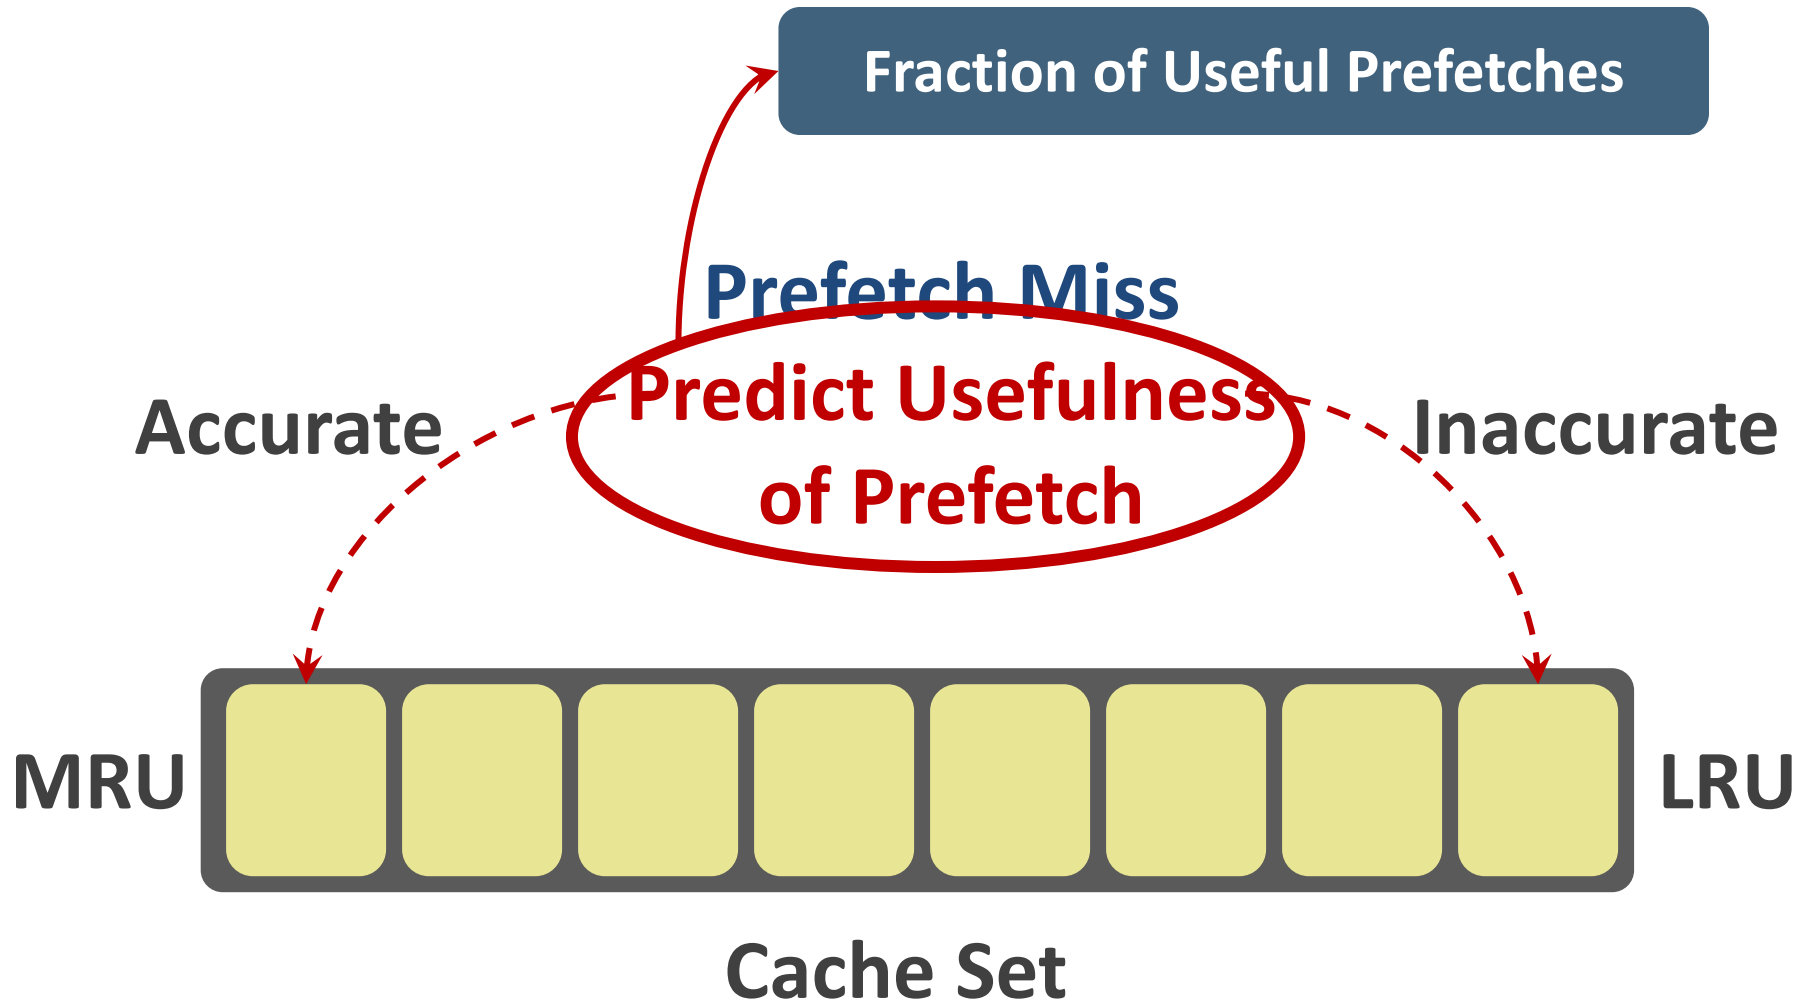 Fraction of Useful Prefetches
Prefetch Miss
Predict Usefulness
of Prefetch
Accurate
Inaccurate
MRU
LRU
Cache Set